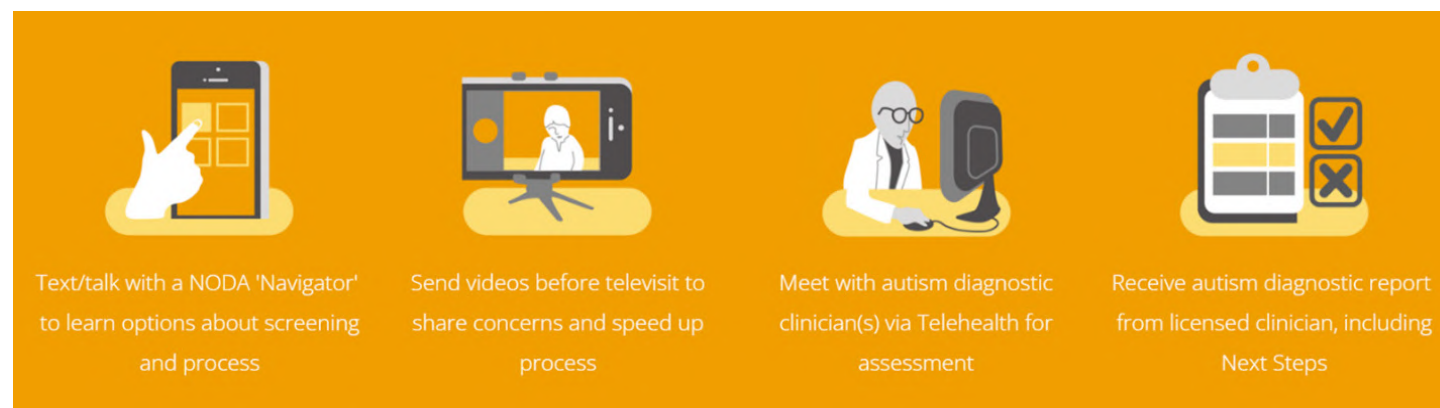 Text/talk with a NODA 'Navigator'
to learn options about screening
and process
Send videos before televisit to
share concerns and speed up
process
Meet with autism diagnostic
clinician(s) via Telehealth for
assessment
Receive autism diagnostic report
from licensed clinician, including
Next Steps